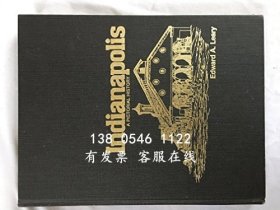 Indianapolis
A PICTORIAL HISTORY
Edward A. Leary
138 0546 1122
有发票 客服在线